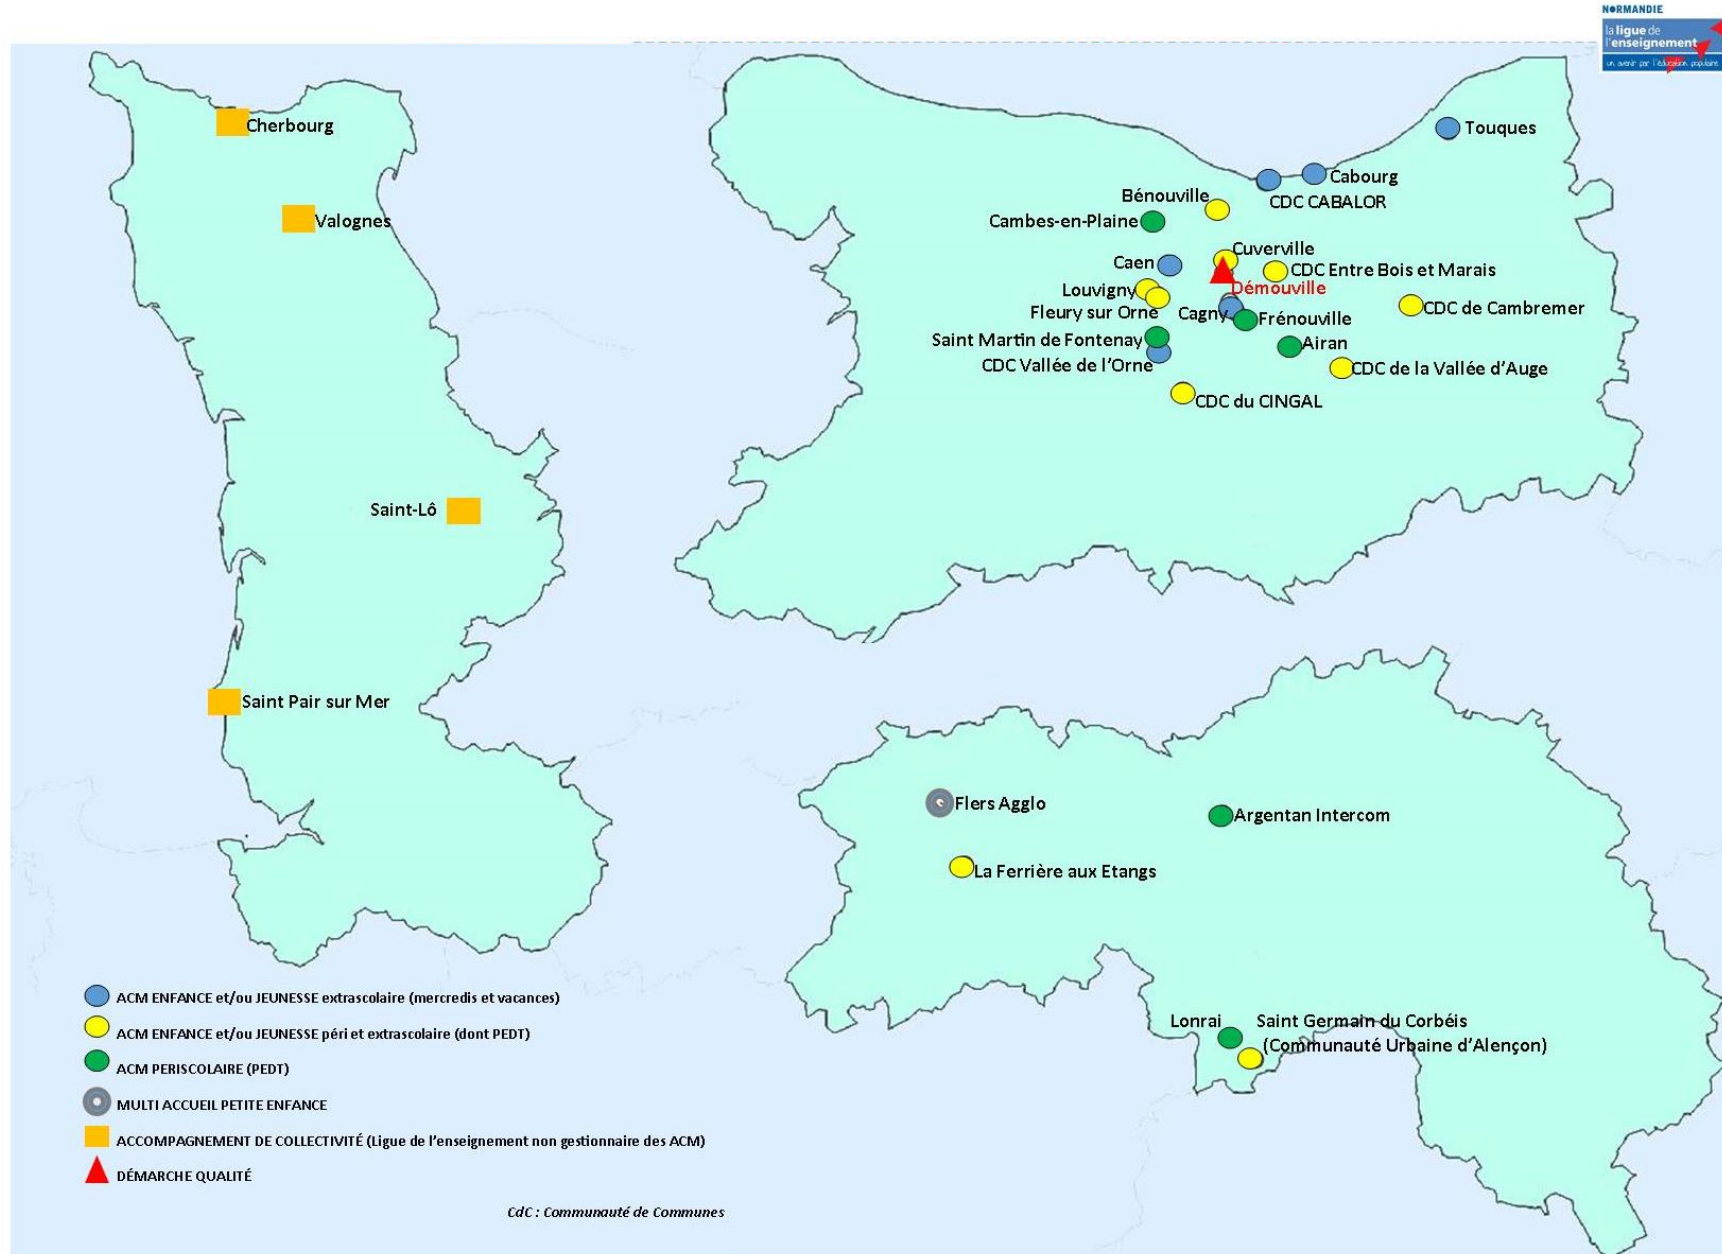 NORMANDIE
la ligue de
l'enseignement
un avenir par l'éducation populaire
Cherbourg
Valognes
Saint-Lô
Saint Pair sur Mer
Touques
Cabourg
CDC CABALOR
Bénouville
Cambes-en-Plaine
Cuverville
Caen
CDC Entre Bois et Marais
Démouville
Louvigny
Fleury sur Orne
Cagny
CDC de Cambremer
Frénouville
Saint Martin de Fontenay
Airan
CDC Vallée de l'Orne
CDC de la Vallée d'Auge
CDC du CINGAL
Flers Agglo
Argentan Intercom
La Ferrière aux Etangs
Lonrai
Saint Germain du Corbéis
(Communauté Urbaine d'Alençon)
ACM ENFANCE et/ou JEUNESSE extrascolaire (mercredis et vacances)
ACM ENFANCE et/ou JEUNESSE péri et extrascolaire (dont PEDT)
ACM PERISCOLAIRE (PEDT)
MULTI ACCUEIL PETITE ENFANCE
ACCOMPAGNEMENT DE COLLECTIVITÉ (Ligue de l'enseignement non gestionnaire des ACM)
DÉMARCHE QUALITÉ
CdC : Communauté de Communes